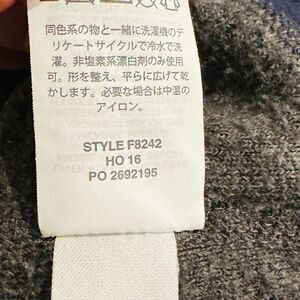 同色系の物と一緒に洗濯機のデ
リケートサイクルで冷水で洗
濯。非塩素系漂白剤のみ使用
可。形を整え、平らに広げて乾
かします。必要な場合は中温の
アイロン。
STYLE F8242
HO 16
PO 2692195